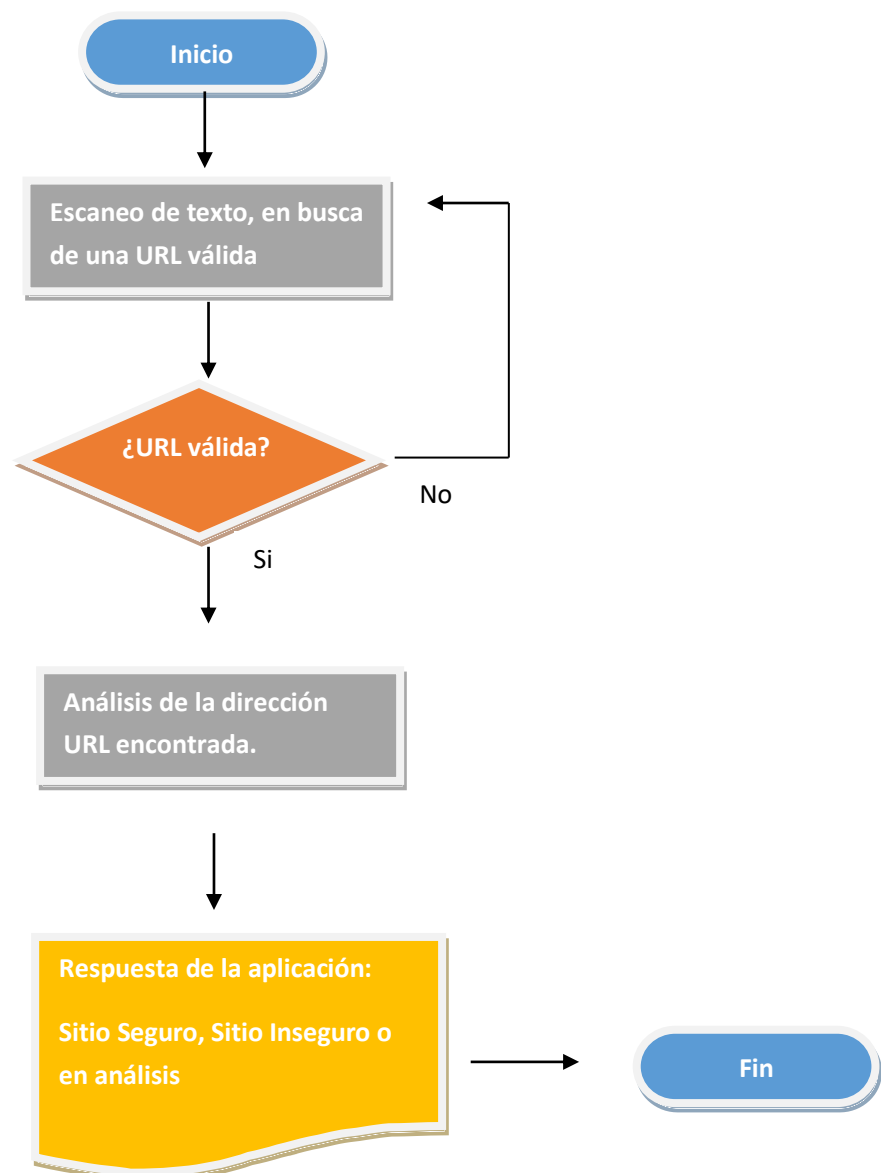 Inicio
Escaneo de texto, en busca
de una URL válida
¿URL válida?
No
Si
Análisis de la dirección
URL encontrada.
Respuesta de la aplicación:
Sitio Seguro, Sitio Inseguro o
en análisis
Fin